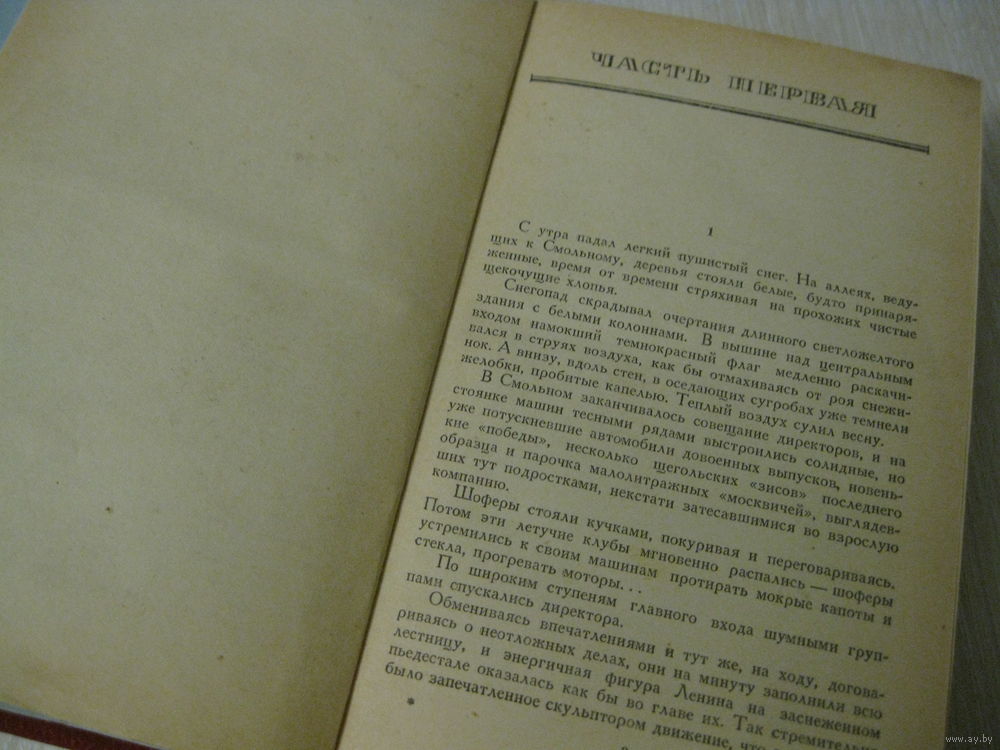 ЧАСТЬ ПЕРВАЯ
1
С утра падал легкий пушистый снег. На аллеях, веду-
щих к Смольному, деревья стояли белые, будто принаря-
женные, время от времени стряхивая на прохожих чистые
щекочущие хлопья.
Снегопад скрадывал очертания длинного светложелтого
здания с белыми колоннами. В вышине над центральным
входом намокший темнокрасный флаг медленно раскачи-
вался в струях воздуха, как бы отмахиваясь от роя снежи-
нок. А внизу, вдоль стен, в оседающих сугробах уже темнели
желобки, пробитые капелью. Теплый воздух сулил весну.
В Смольном заканчивалось совещание директоров, и на
стоянке машин тесными рядами выстроились солидные, но
уже потускневшие автомобили довоенных выпусков, новень-
кие «победы», несколько щегольских «зисов» последнего
образца и парочка малолитражных «москвичей», выглядев-
ших тут подростками, некстати затесавшимися во взрослую
компанию.
Шоферы стояли кучками, покуривая и переговариваясь.
Потом эти летучие клубы мгновенно распались — шоферы
устремились к своим машинам протирать мокрые капоты и
стекла, прогревать моторы...
По широким ступеням главного входа шумными груп-
пами спускались директора.
Обмениваясь впечатлениями и тут же, на ходу, догова-
риваясь о неотложных делах, они на минуту заполнили всю
лестницу, и энергичная фигура Ленина на заснеженном
пьедестале оказалась как бы во главе их. Так стремительно
было запечатленное скульптором движение, что
*
www.ay.by